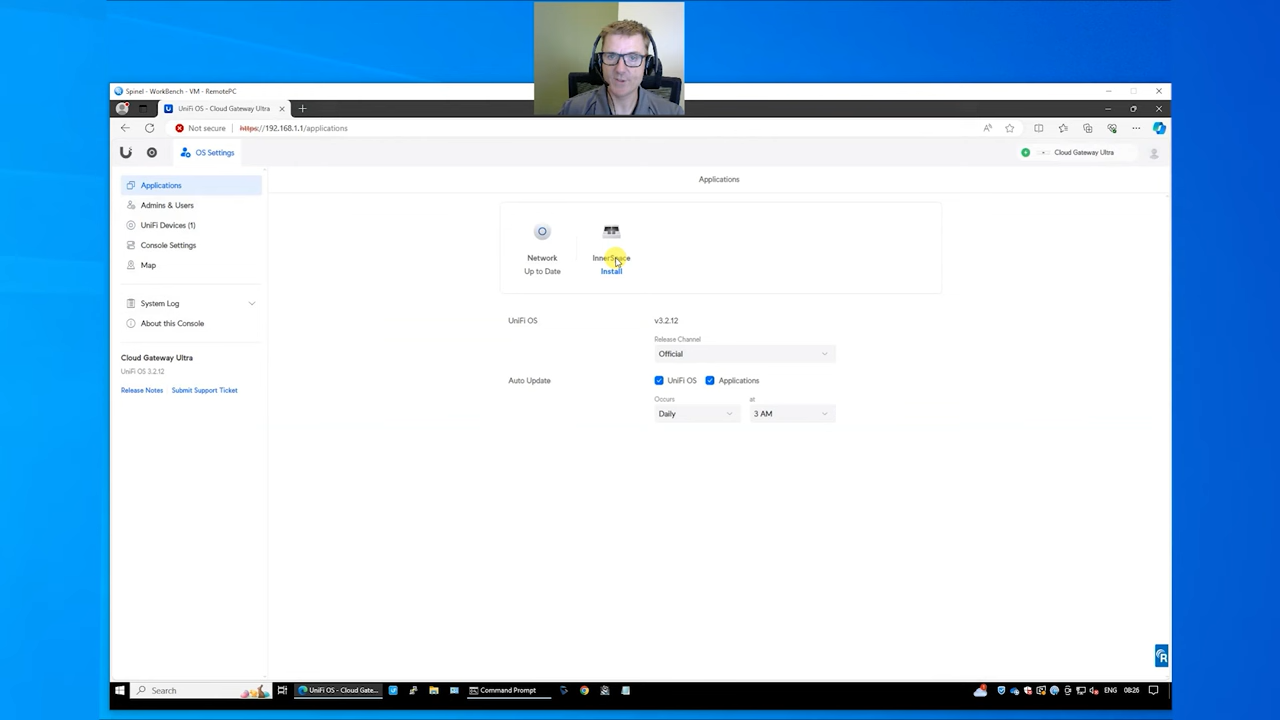 Spinel - WorkBench - VM - RemotePC
UniFi OS - Cloud Gateway Ultra
Not secure
https://192.168.1.1/applications
OS Settings
Cloud Gateway Ultra
Applications
Applications
Admins & Users
UniFi Devices (1)
Console Settings
Map
System Log
About this Console
Cloud Gateway Ultra
UniFi OS 3.2.12
Release Notes Submit Support Ticket
Network
Up to Date
InnerSpace
Install
UniFi OS
v3.2.12
Release Channel
Official
Auto Update
UniFi OS Applications
Occurs at
Daily 3 AM
Search
UniFi OS - Cloud Gate...
Command Prompt
ENG 08:26